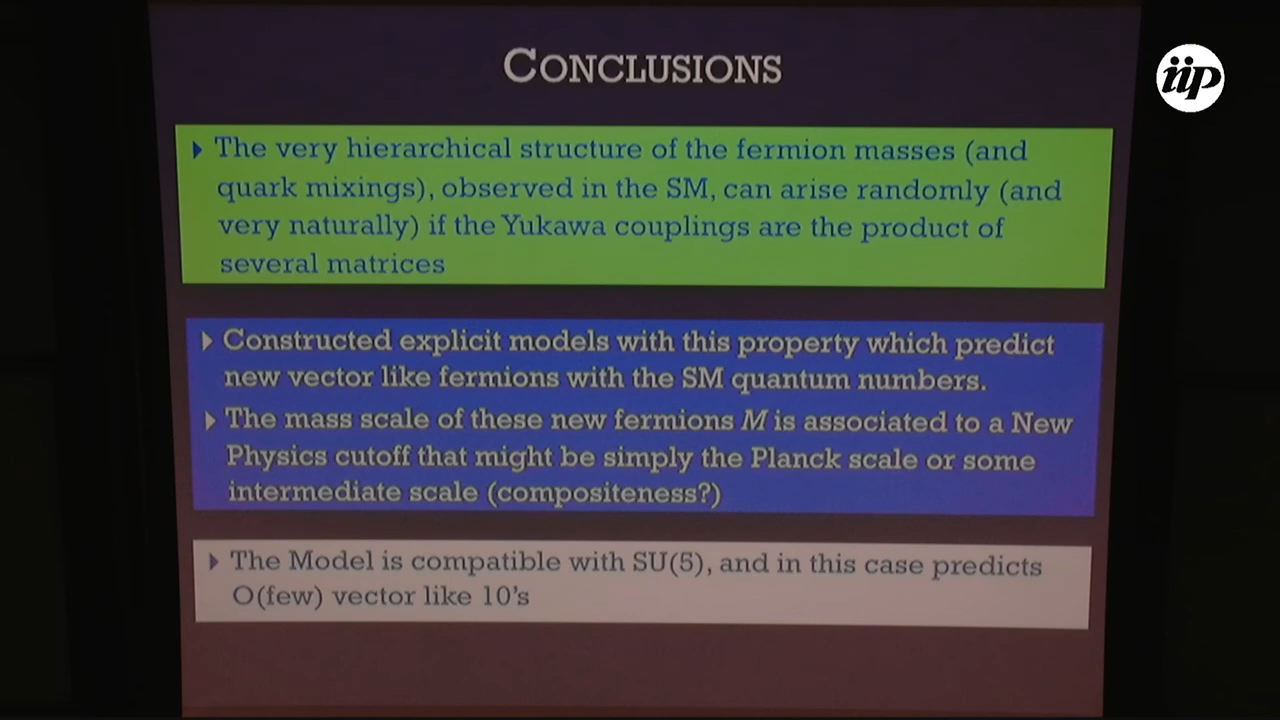 CONCLUSIONS
iip
The very hierarchical structure of the fermion masses (and
quark mixings), observed in the SM, can arise randomly (and
very naturally) if the Yukawa couplings are the product of
several matrices
Constructed explicit models with this property which predict
new vector like fermions with the SM quantum numbers.
The mass scale of these new fermions M is associated to a New
Physics cutoff that might be simply the Planck scale or some
intermediate scale (compositeness?)
The Model is compatible with SU(5), and in this case predicts
O(few) vector like 10's